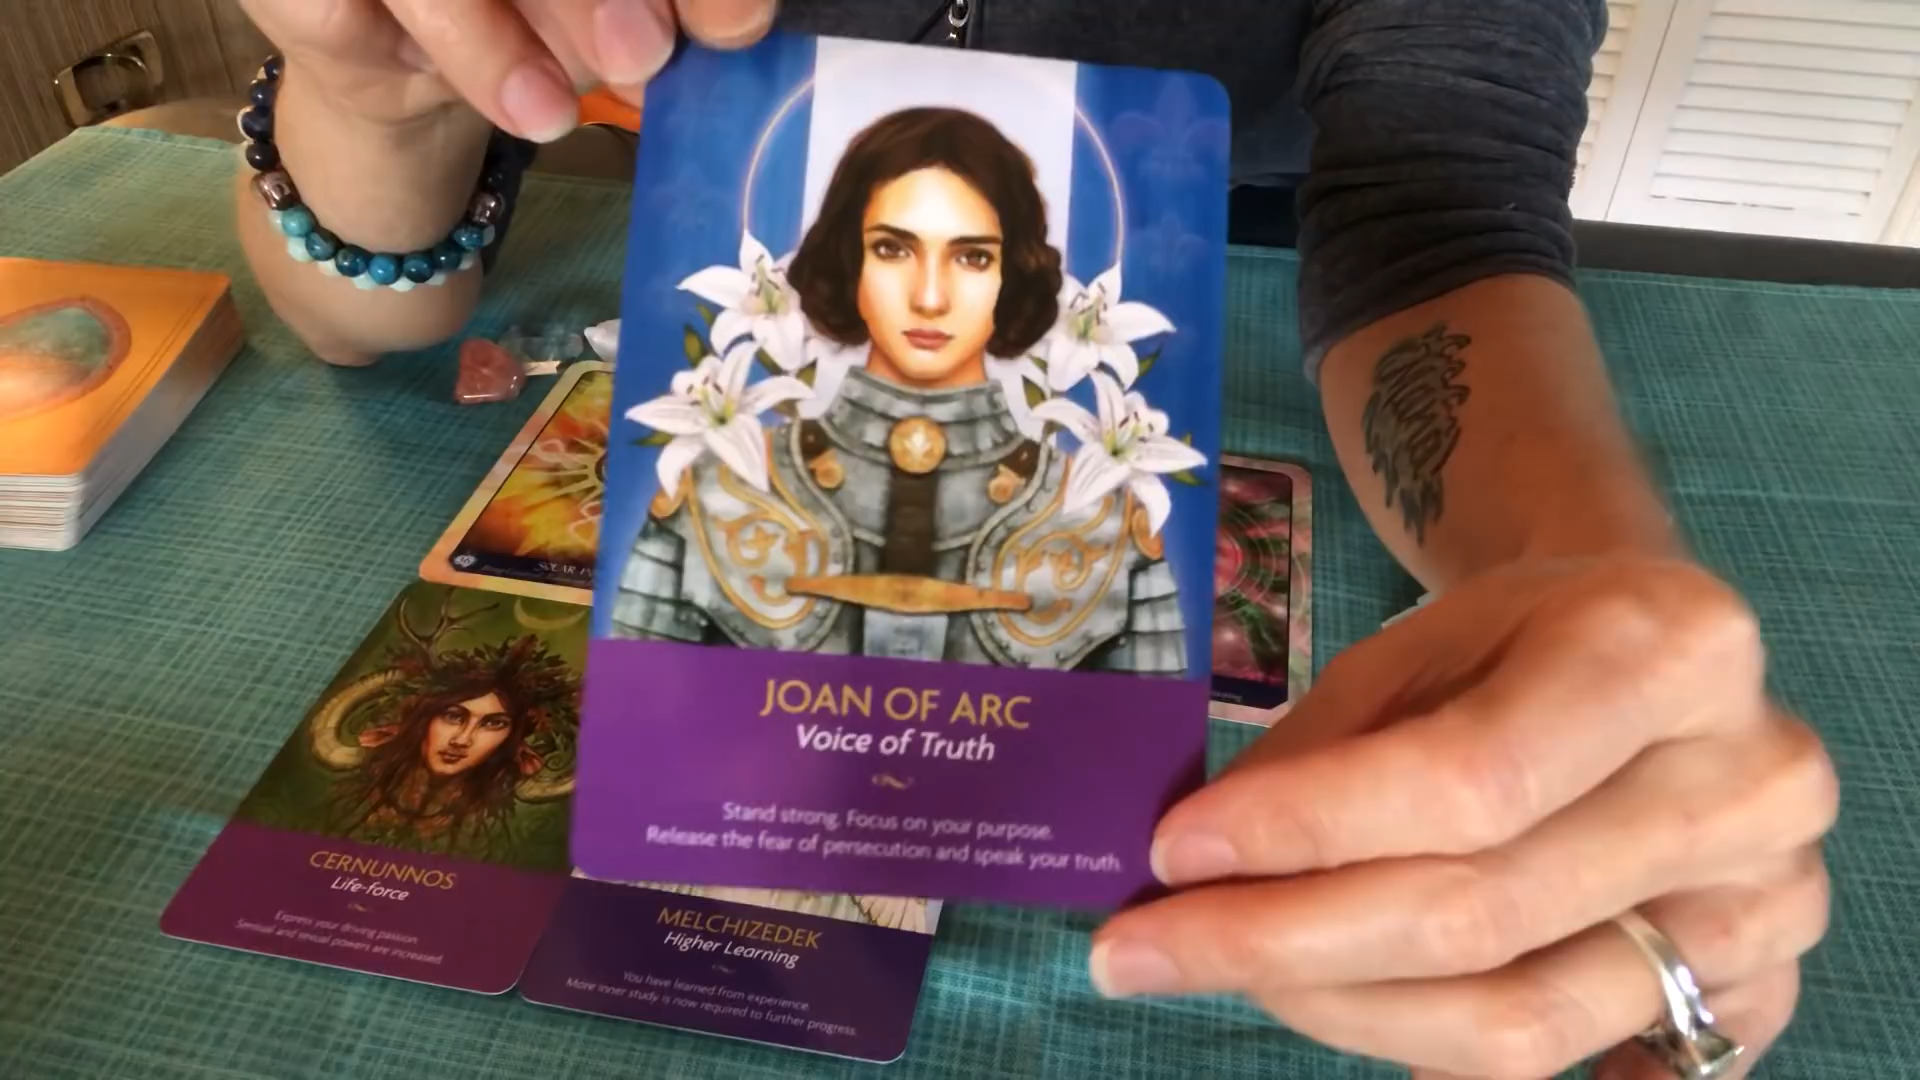 JOAN OF ARC
Voice of Truth
Stand strong. Focus on your purpose.
Release the fear of persecution and speak your truth.
SOLAR
CERNUNNOS
Life-force
Express your driving passion.
Sensual and sexual powers are increased.
MELCHIZEDEK
Higher Learning
You have learned from experience.
More inner study is now required to further progress.